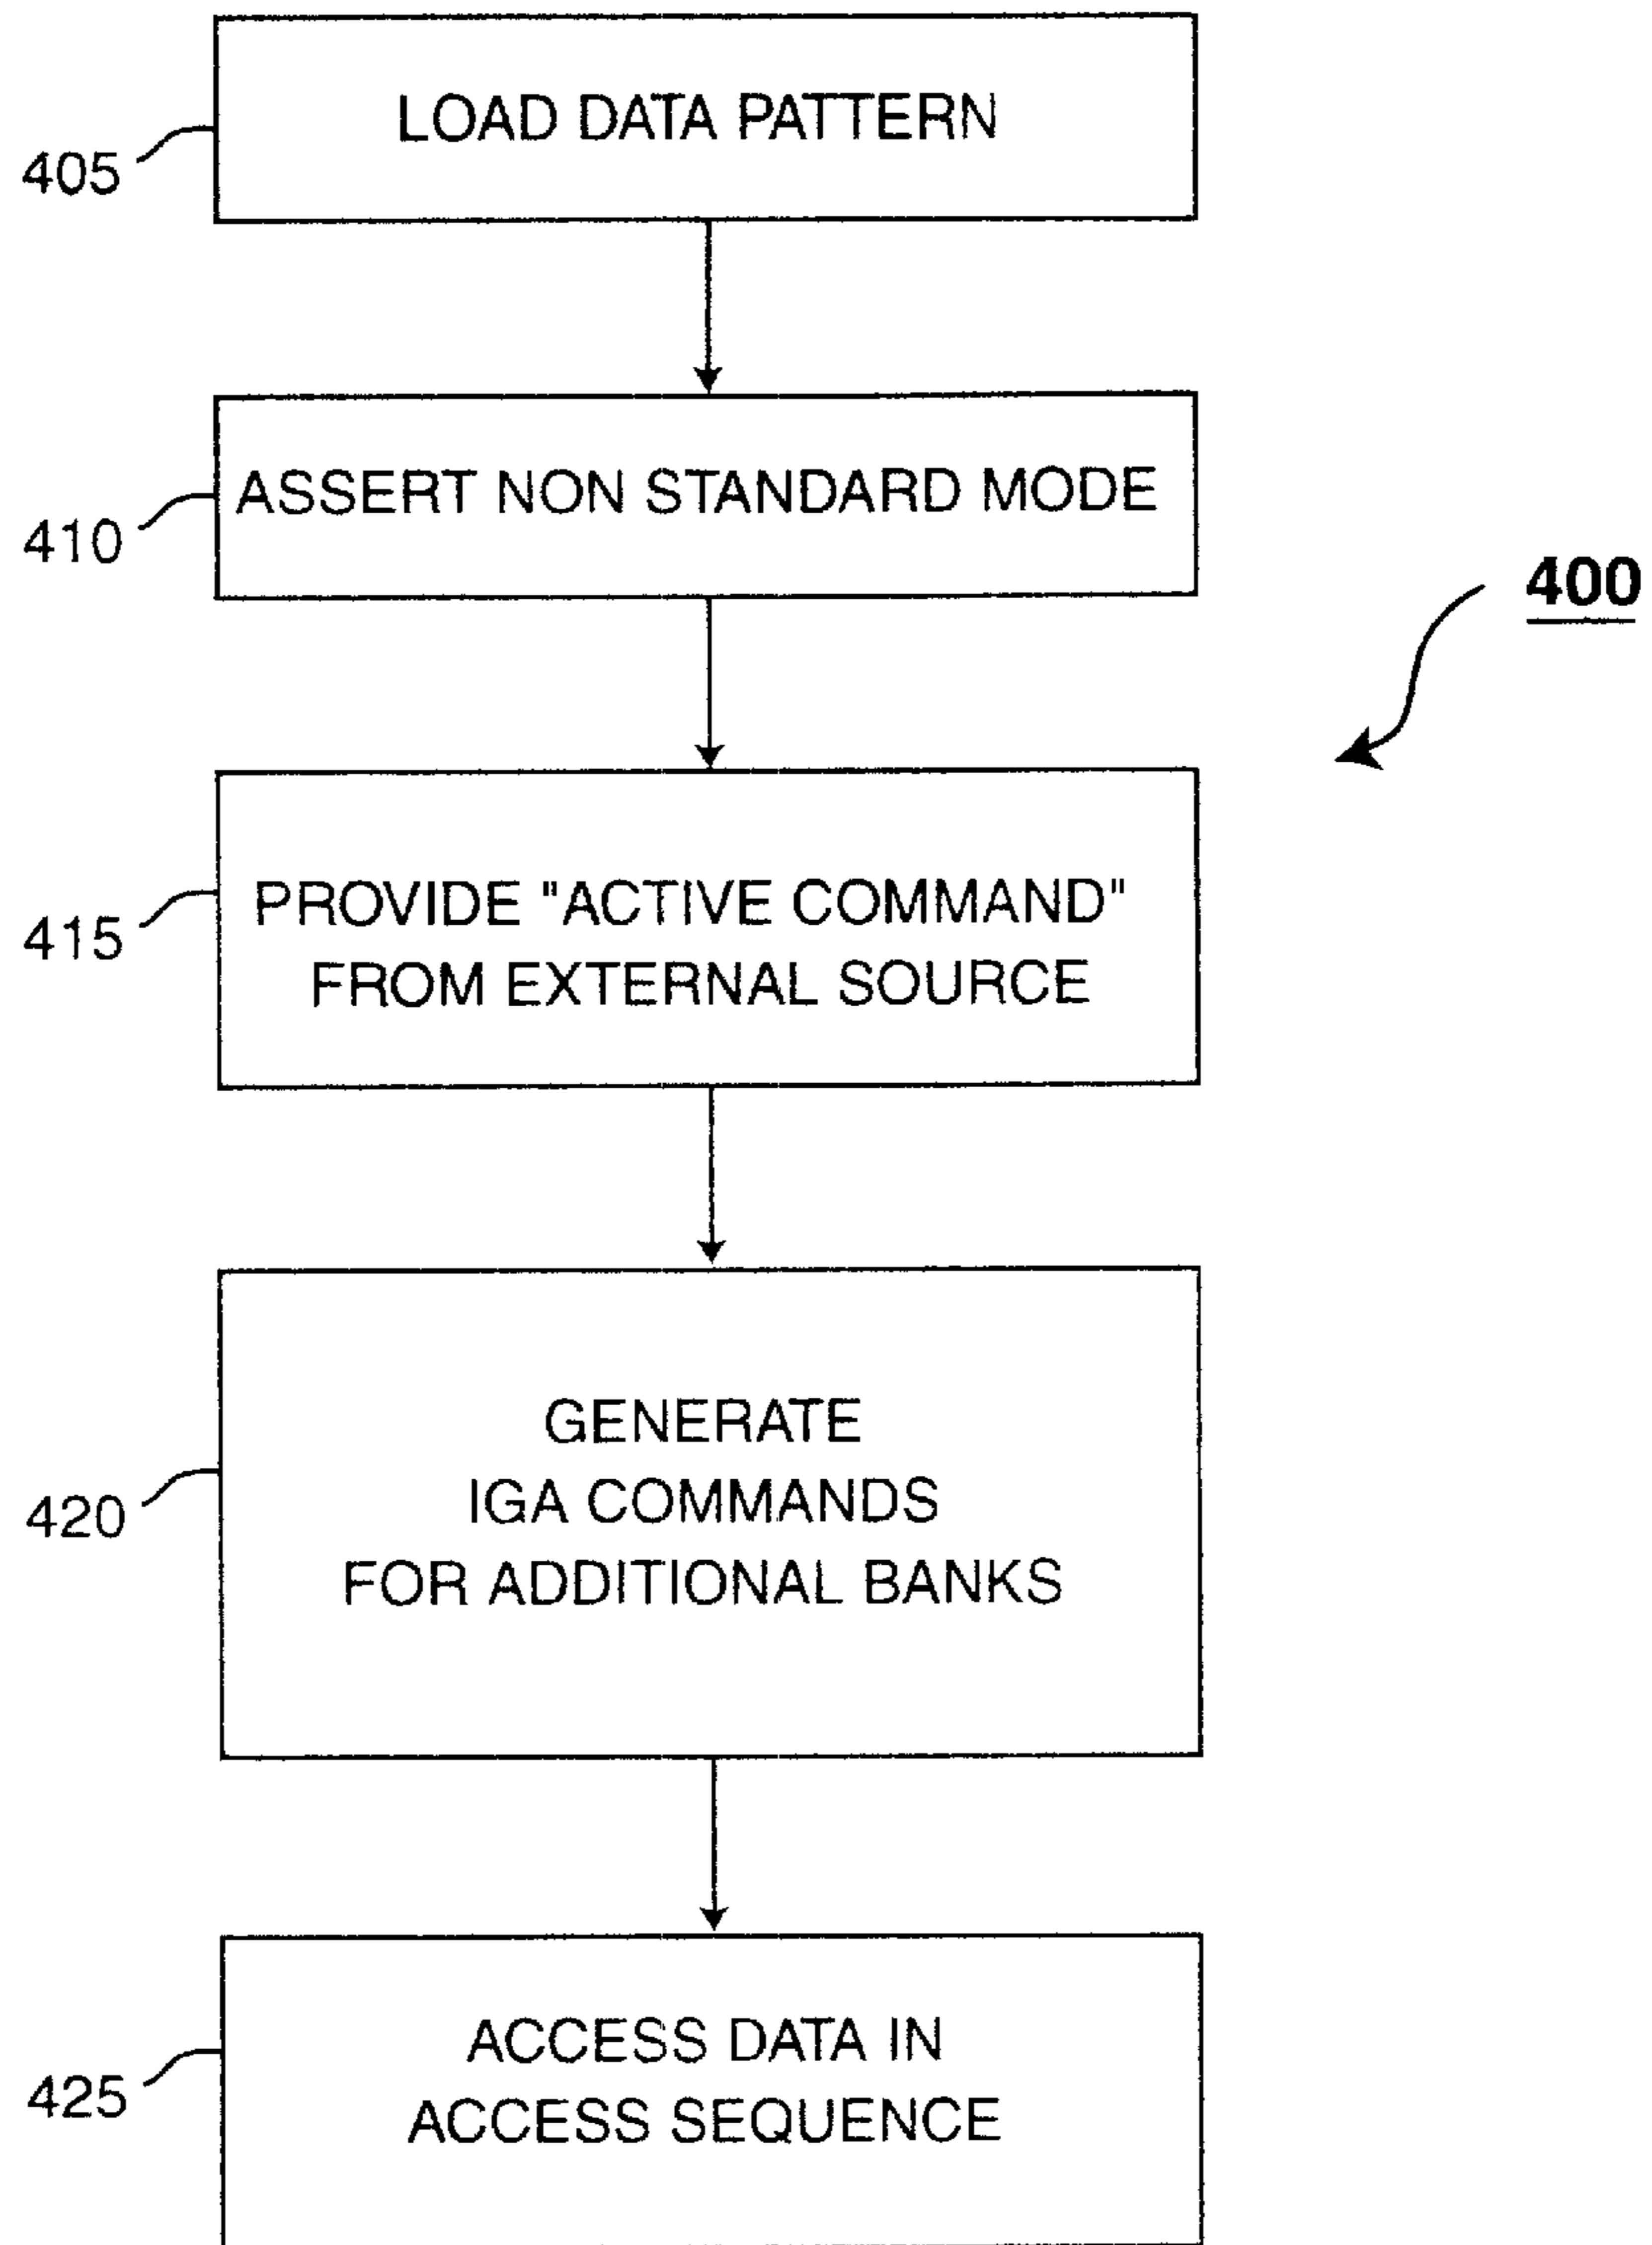 LOAD DATA PATTERN
405
ASSERT NON STANDARD MODE
410
400
PROVIDE "ACTIVE COMMAND"
FROM EXTERNAL SOURCE
415
GENERATE
IGA COMMANDS
FOR ADDITIONAL BANKS
420
ACCESS DATA IN
ACCESS SEQUENCE
425